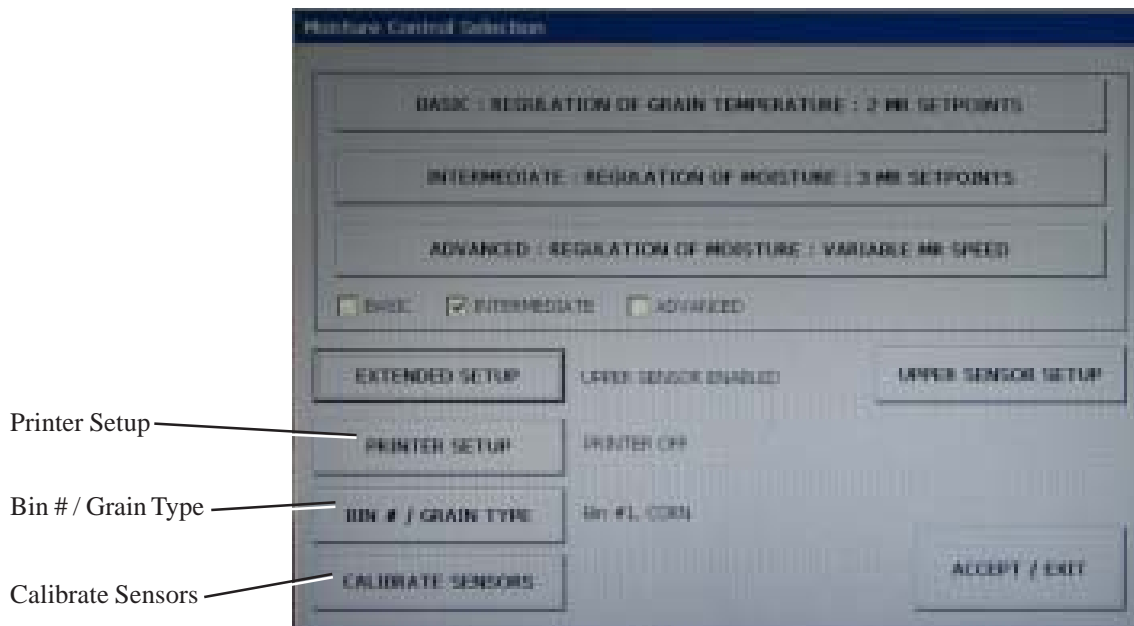 Moisture Control Selection
BASIC : REGULATION OF GRAIN TEMPERATURE : 2 MR SETPOINTS
INTERMEDIATE : REGULATION OF MOISTURE : 3 MR SETPOINTS
ADVANCED : REGULATION OF MOISTURE : VARIABLE MR SPEED
BASIC INTERMEDIATE ADVANCED
EXTENDED SETUP UPPER SENSOR ENABLED UPPER SENSOR SETUP
Printer Setup
PRINTER SETUP PRINTER OFF
Bin # / Grain Type
BIN # / GRAIN TYPE Bin #1, CORN
ACCEPT / EXIT
CALIBRATE SENSORS
Calibrate Sensors